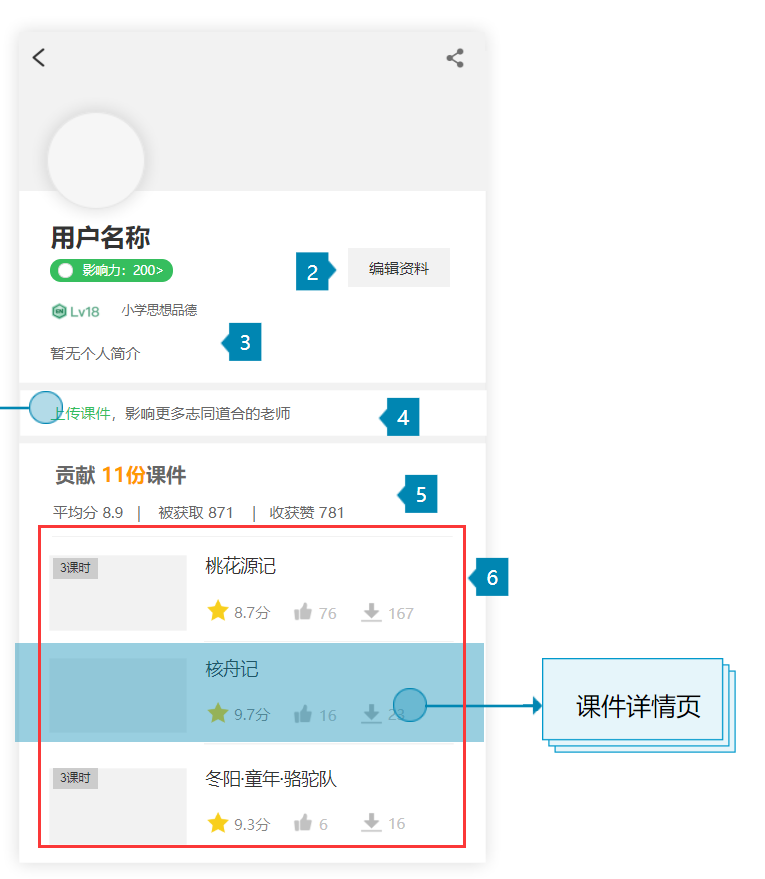 用户名称
影响力：200>
2
编辑资料
Lv18 小学思想品德
3
暂无个人简介
上传课件，影响更多志同道合的老师
4
贡献 11份课件
5
平均分 8.9 | 被获取 871 | 收获赞 781
3课时
桃花源记
6
8.7分 76 167
核舟记
课件详情页
9.7分 16 23
3课时
冬阳·童年·骆驼队
9.3分 6 16